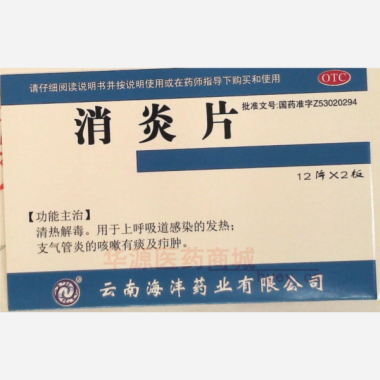 请仔细阅读说明书并按说明使用或在药师指导下购买和使用
OTC
批准文号:国药准字Z53020294
消炎片
12片×2板
【功能主治】
清热解毒。用于上呼吸道感染的发热;
支气管炎的咳嗽有痰及疖肿。
华源医药商城
云南海沣药业有限公司